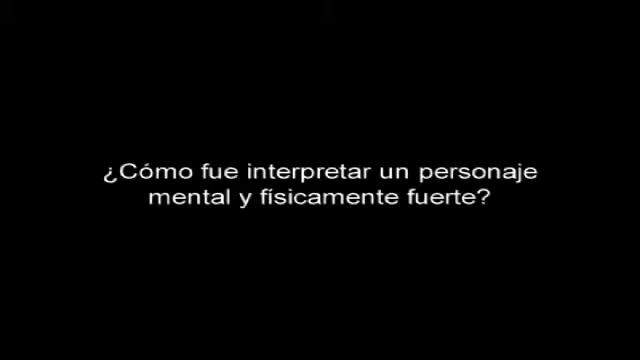 ¿Cómo fue interpretar un personaje
mental y físicamente fuerte?